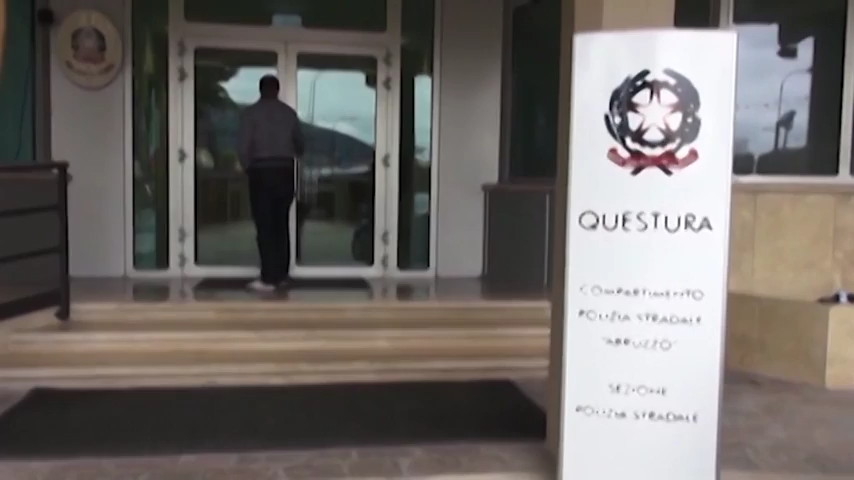 QUESTURA
COMPARTIMENTO
POLIZIA STRADALE
"ABRUZZO"
SEZIONE
POLIZIA STRADALE